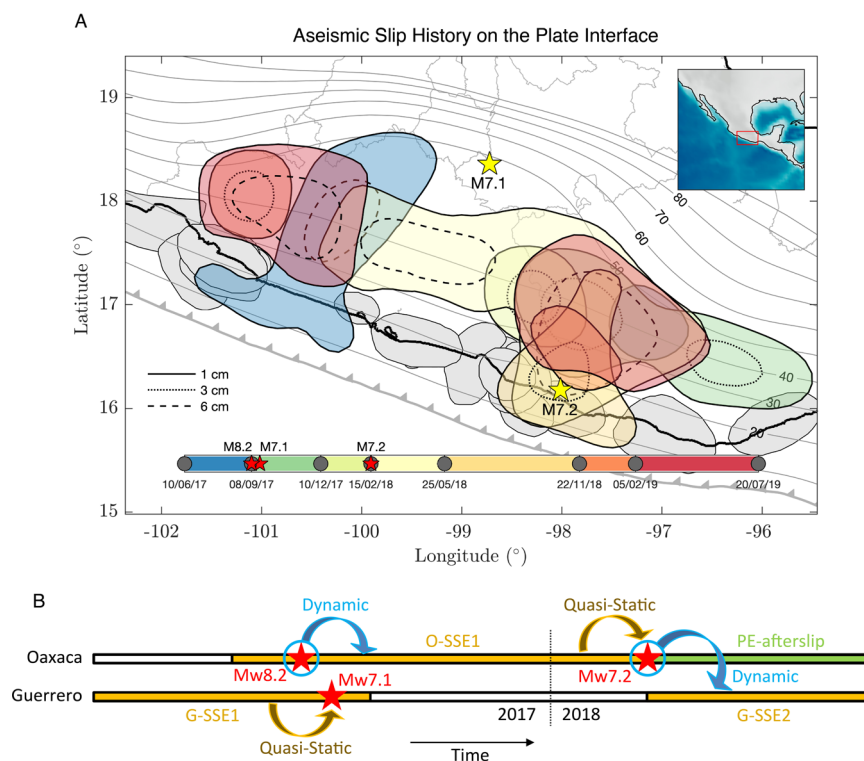 A
Aseismic Slip History on the Plate Interface
19
18
17
16
15
Latitude (°)
M7.1
80
70
60
50
40
30
20
1 cm
3 cm
6 cm
M7.2
M8.2 M7.1 M7.2
10/06/17 08/09/17 10/12/17 15/02/18 25/05/18 22/11/18 05/02/19 20/07/19
-102 -101 -100 -99 -98 -97 -96
Longitude (°)
B
Dynamic Quasi-Static
Oaxaca O-SSE1 PE-afterslip
Mw8.2 Mw7.1 Mw7.2 Dynamic
Guerrero
G-SSE1 2017 2018 G-SSE2
Quasi-Static
Time